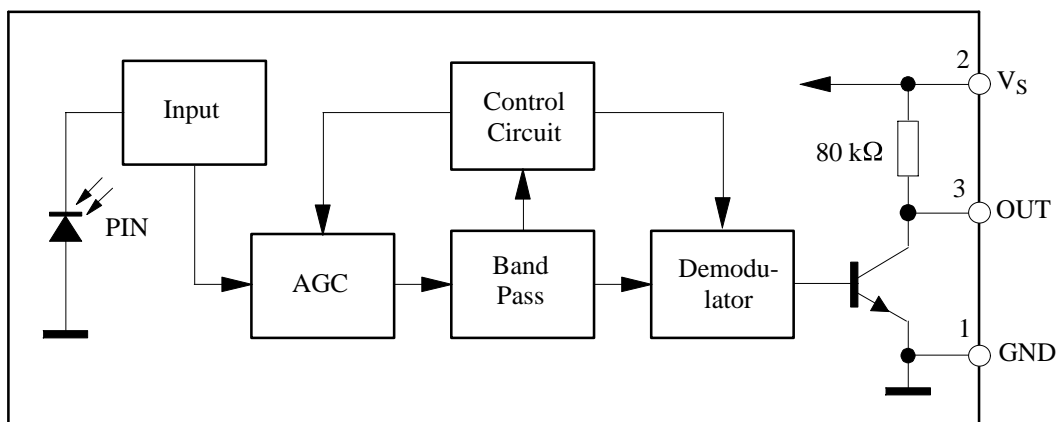 Input
PIN
AGC
Control
Circuit
Band
Pass
Demodu-
lator
2
V_S
80 kΩ
3
OUT
1
GND